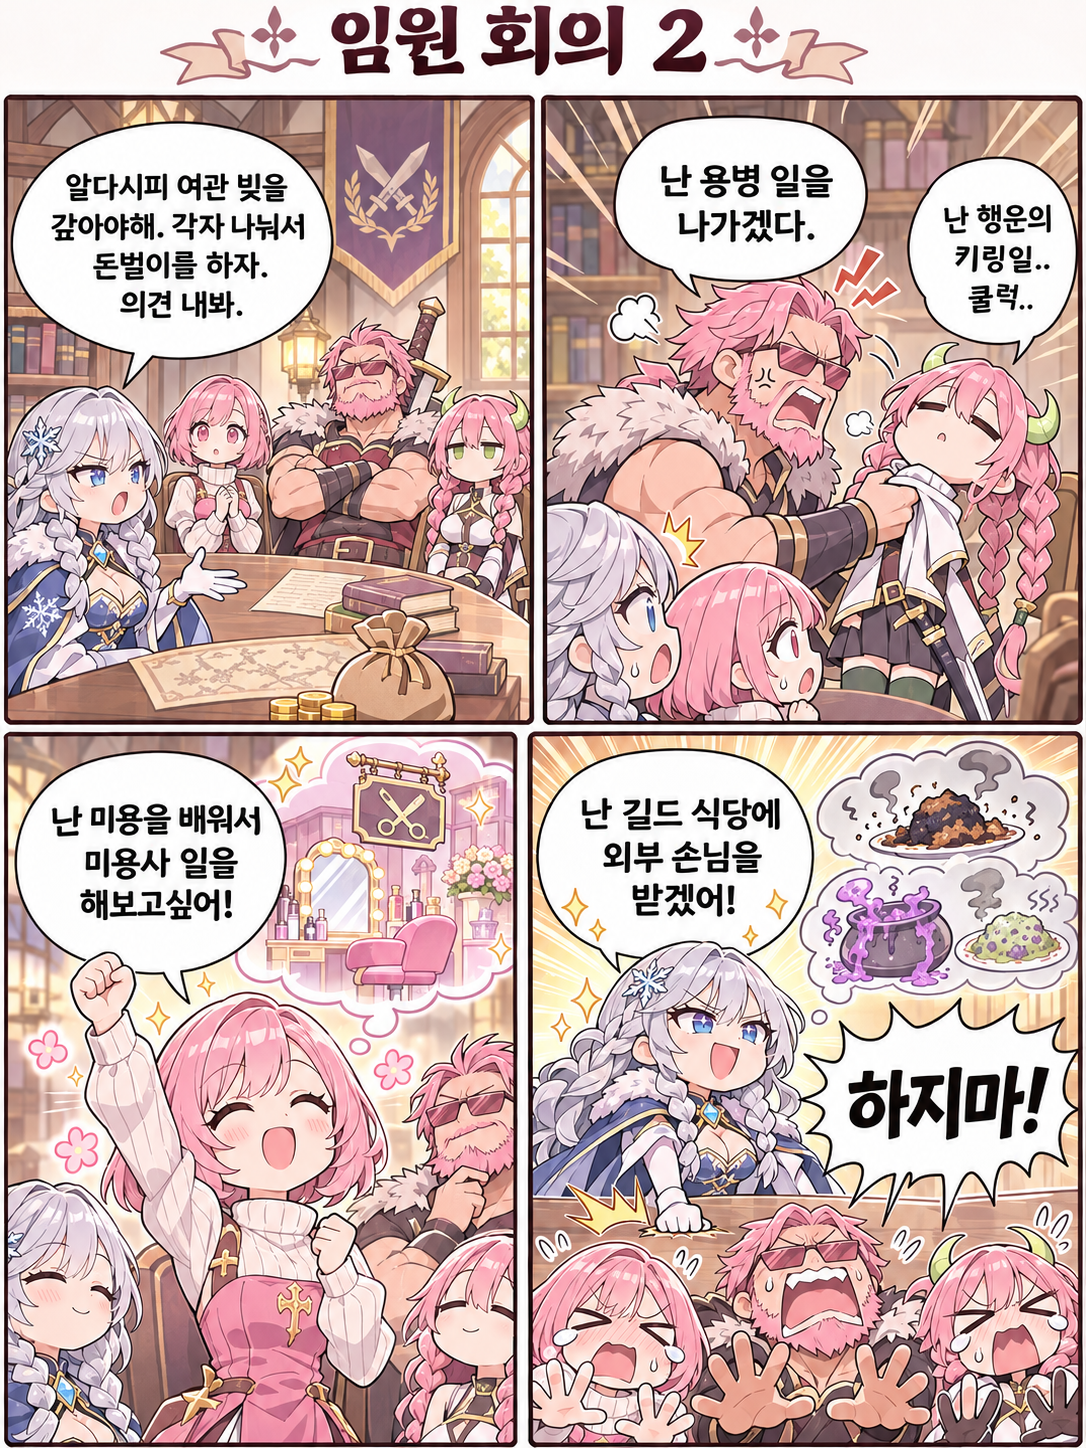 임원 회의 2
알다시피 여관 빚을
갚아야해. 각자 나눠서
돈벌이를 하자.
의견 내봐.
난 용병 일을
나가겠다.
난 행운의
키링일..
쿨럭..
난 미용을 배워서
미용사 일을
해보고싶어!
난 길드 식당에
외부 손님을
받겠어!
하지마!